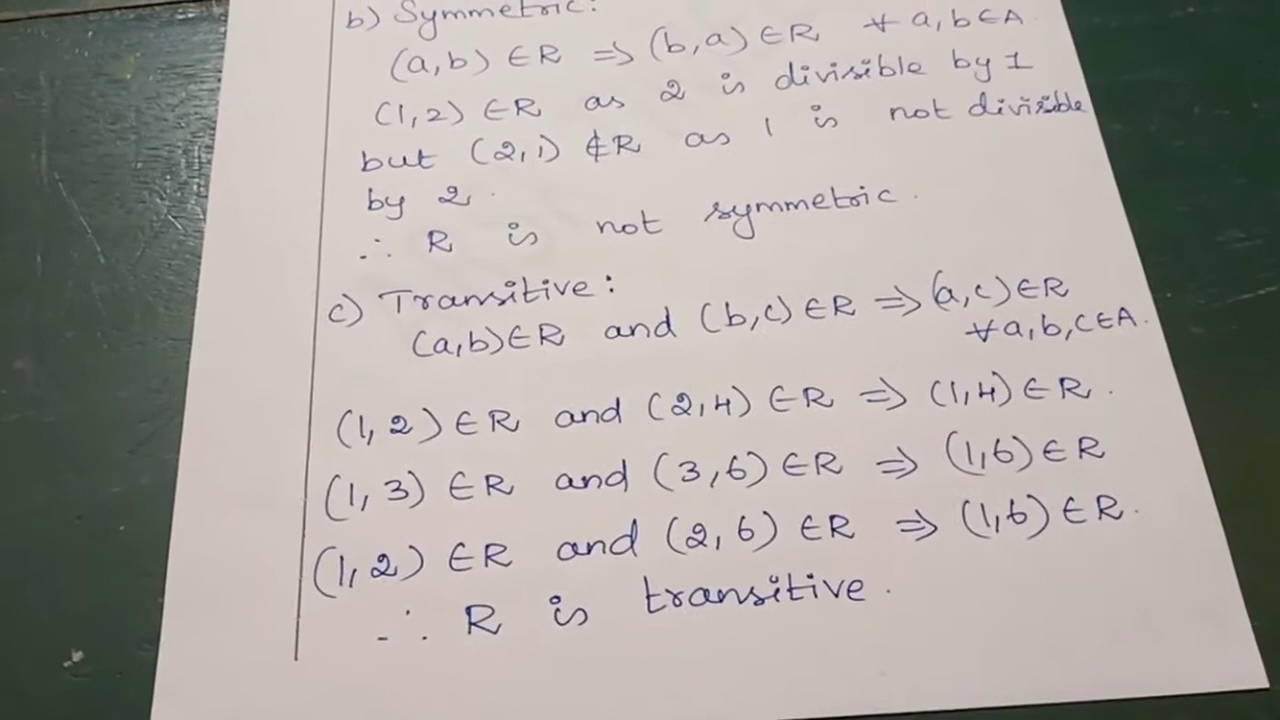 b) Symmetric:
(a,b) ∈R ⇒ (b,a) ∈R ∀ a,b∈A
(1,2) ∈R as 2 is divisible by 1
but (2,1) ∉R as 1 is not divisible
by 2.
∴ R is not symmetric.
c) Transitive:
(a,b)∈R and (b,c) ∈R ⇒ (a,c)∈R
∀a,b,c∈A.
(1,2) ∈R and (2,4) ∈R ⇒ (1,4) ∈R.
(1,3) ∈R and (3,6) ∈R ⇒ (1,6) ∈R
(1,2) ∈R and (2,6) ∈R ⇒ (1,6) ∈R.
∴ R is transitive.